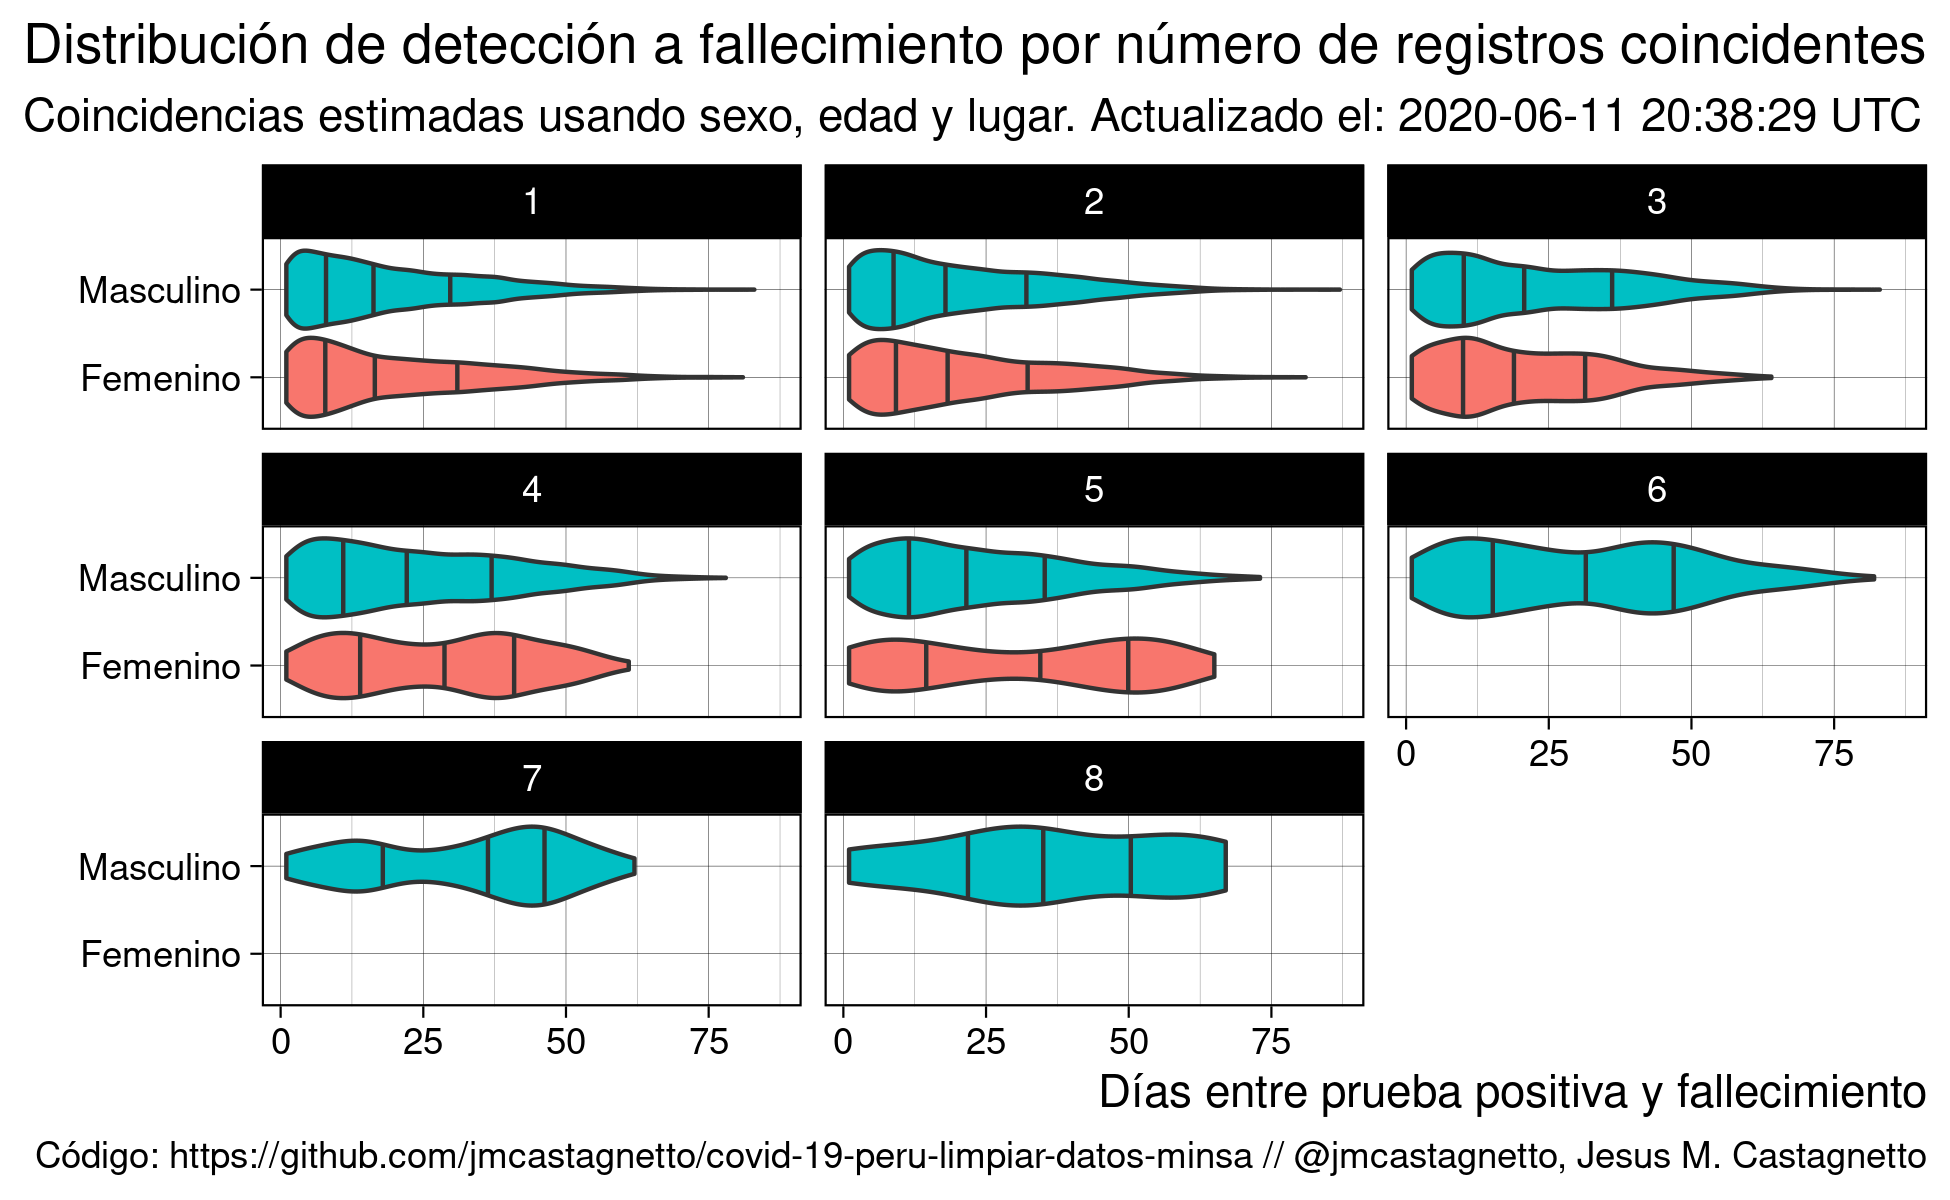 Distribución de detección a fallecimiento por número de registros coincidentes
Coincidencias estimadas usando sexo, edad y lugar. Actualizado el: 2020-06-11 20:38:29 UTC
1
2
3
Masculino
Femenino
4
5
6
Masculino
Femenino
0 25 50 75
7
8
Masculino
Femenino
0 25 50 75
0 25 50 75
Días entre prueba positiva y fallecimiento
Código: https://github.com/jmcastagnetto/covid-19-peru-limpiar-datos-minsa // @jmcastagnetto, Jesus M. Castagnetto